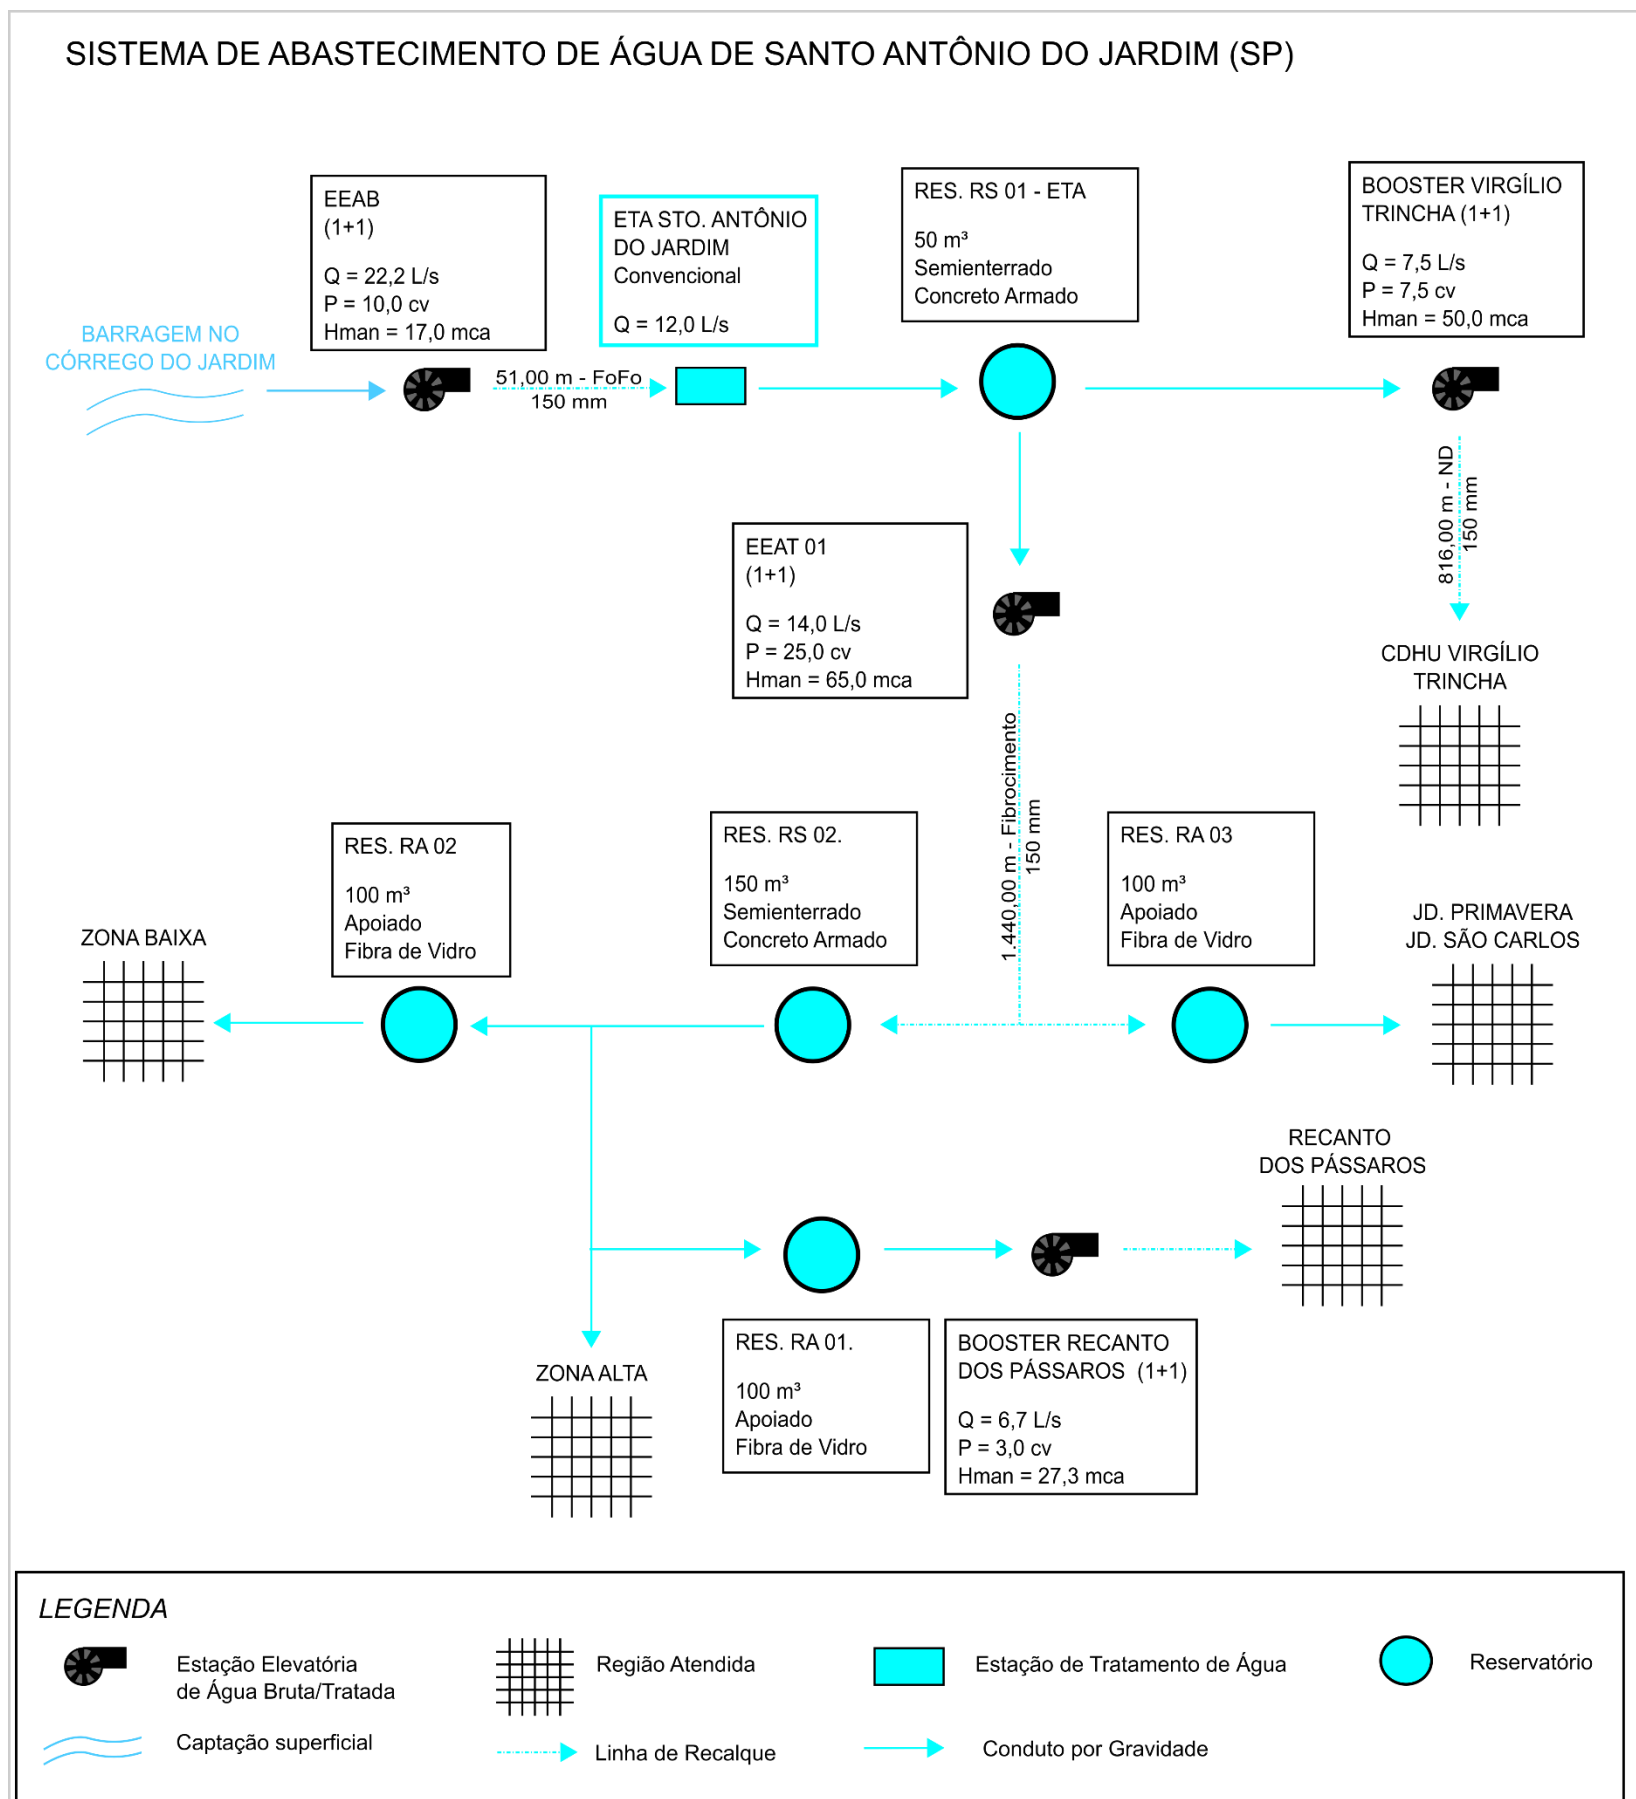 SISTEMA DE ABASTECIMENTO DE ÁGUA DE SANTO ANTÔNIO DO JARDIM (SP)
BARRAGEM NO
CÓRREGO DO JARDIM
EEAB
(1+1)
Q = 22,2 L/s
P = 10,0 cv
Hman = 17,0 mca
51,00 m - FoFo
150 mm
ETA STO. ANTÔNIO
DO JARDIM
Convencional
Q = 12,0 L/s
RES. RS 01 - ETA
50 m³
Semienterrado
Concreto Armado
BOOSTER VIRGÍLIO
TRINCHA (1+1)
Q = 7,5 L/s
P = 7,5 cv
Hman = 50,0 mca
816,00 m - ND
150 mm
CDHU VIRGÍLIO
TRINCHA
EEAT 01
(1+1)
Q = 14,0 L/s
P = 25,0 cv
Hman = 65,0 mca
1.440,00 m - Fibrocimento
150 mm
ZONA BAIXA
RES. RA 02
100 m³
Apoiado
Fibra de Vidro
RES. RS 02.
150 m³
Semienterrado
Concreto Armado
RES. RA 03
100 m³
Apoiado
Fibra de Vidro
JD. PRIMAVERA
JD. SÃO CARLOS
RECANTO
DOS PÁSSAROS
ZONA ALTA
RES. RA 01.
100 m³
Apoiado
Fibra de Vidro
BOOSTER RECANTO
DOS PÁSSAROS (1+1)
Q = 6,7 L/s
P = 3,0 cv
Hman = 27,3 mca
LEGENDA
Estação Elevatória
de Água Bruta/Tratada
Região Atendida
Estação de Tratamento de Água
Reservatório
Captação superficial
Linha de Recalque
Conduto por Gravidade